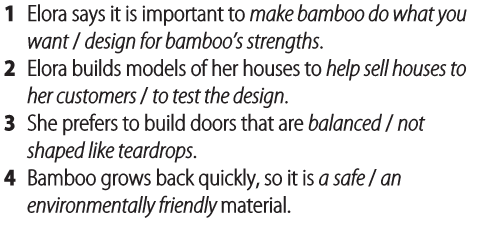 1 Elora says it is important to make bamboo do what you
want / design for bamboo's strengths.
2 Elora builds models of her houses to help sell houses to
her customers / to test the design.
3 She prefers to build doors that are balanced / not
shaped like teardrops.
4 Bamboo grows back quickly, so it is a safe / an
environmentally friendly material.